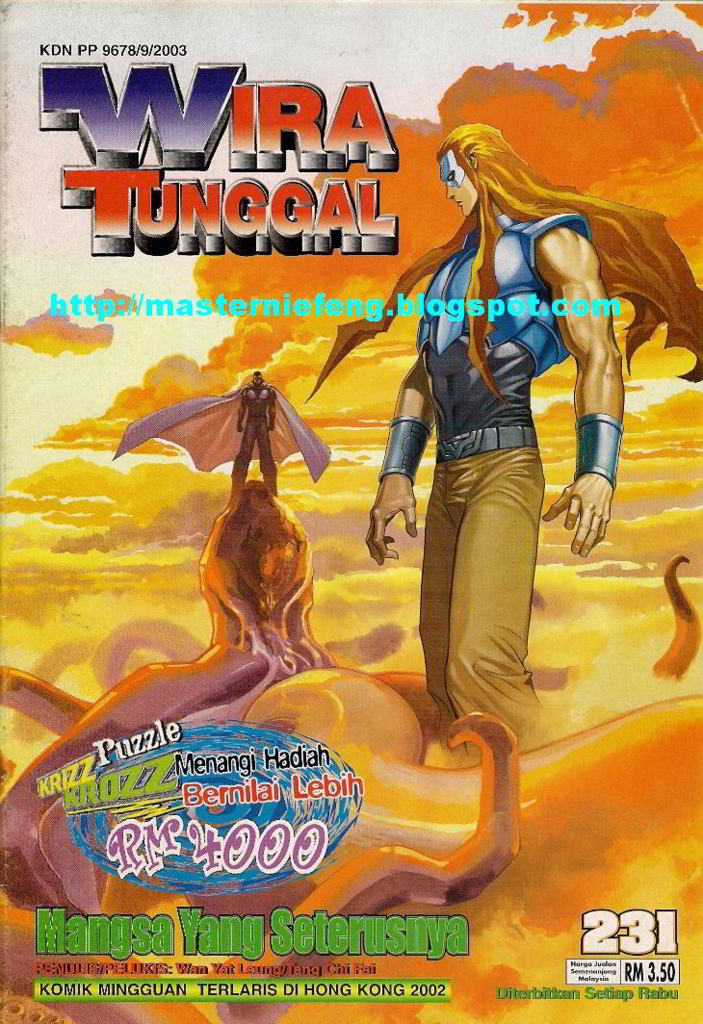 KDN PP 9678/9/2003
WIRA
TUNGGAL
http://masterniefeng.blogspot.com
Puzzle
KRIZZ
KROZZ
Menangi Hadiah
Bernilai Lebih
RM 4000
Mangsa Yang Seterusnya
PENULIS/PELUKIS: Wan Yat Leung/Tang Chi Fai
KOMIK MINGGUAN TERLARIS DI HONG KONG 2002
231
Harga Jualan
Semenanjung
Malaysia
RM 3.50
Diterbitkan Setiap Rabu